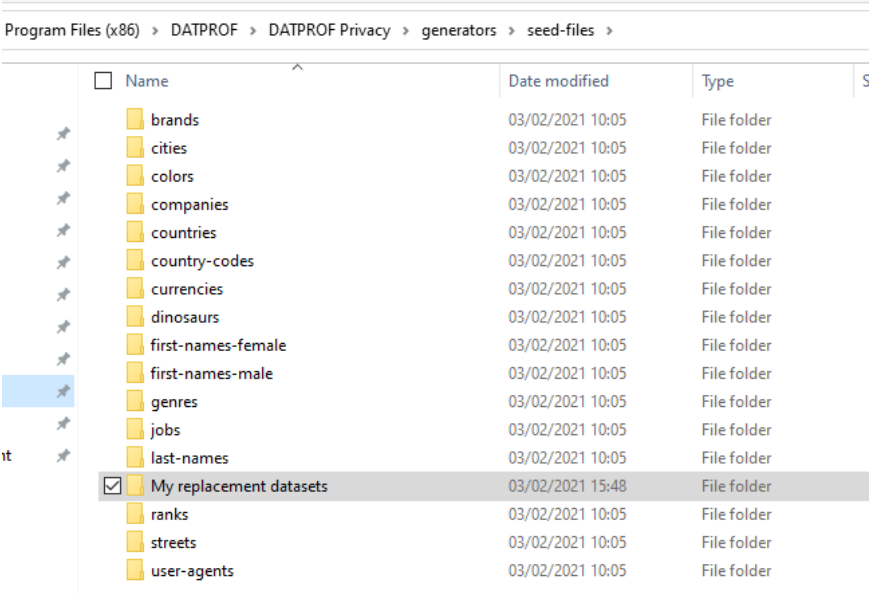 Program Files (x86) > DATPROF > DATPROF Privacy > generators > seed-files >
Name Date modified Type S
brands 03/02/2021 10:05 File folder
cities 03/02/2021 10:05 File folder
colors 03/02/2021 10:05 File folder
companies 03/02/2021 10:05 File folder
countries 03/02/2021 10:05 File folder
country-codes 03/02/2021 10:05 File folder
currencies 03/02/2021 10:05 File folder
dinosaurs 03/02/2021 10:05 File folder
first-names-female 03/02/2021 10:05 File folder
first-names-male 03/02/2021 10:05 File folder
genres 03/02/2021 10:05 File folder
jobs 03/02/2021 10:05 File folder
nt last-names 03/02/2021 10:05 File folder
My replacement datasets 03/02/2021 15:48 File folder
ranks 03/02/2021 10:05 File folder
streets 03/02/2021 10:05 File folder
user-agents 03/02/2021 10:05 File folder